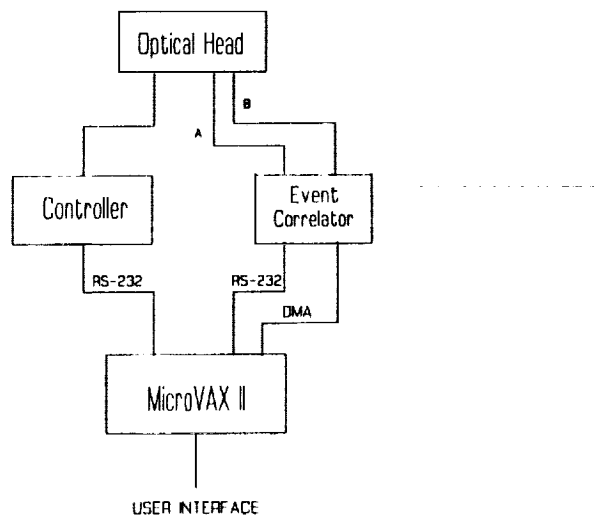 Optical Head
B
A
Controller
Event
Correlator
RS-232
RS-232
DMA
MicroVAX II
USER INTERFACE